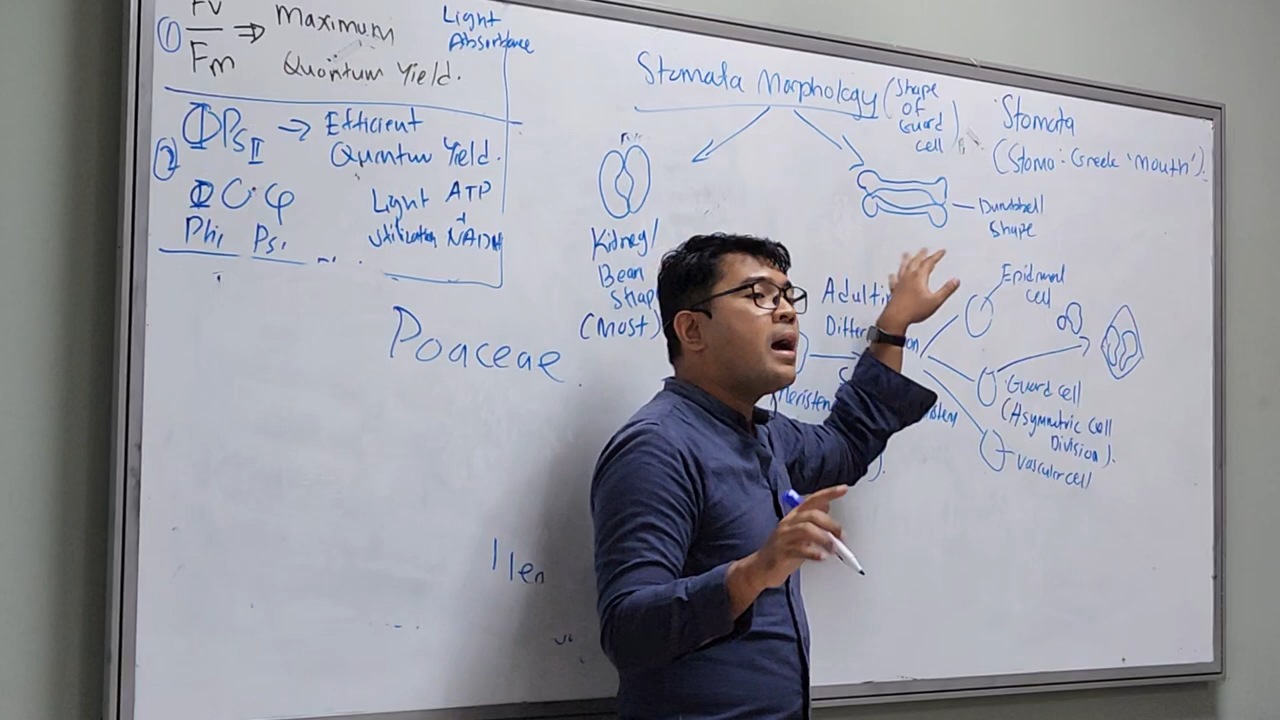 ① Fv
Fm
⇒ Maximum
Quantum Yield.
Light
Absorbance
② ΦPSII → Efficient
Quantum Yield.
Φ φ
Phi Psi
Light ATP
+
utilization NADH
Poaceae
Stomata Morphology (Shape
of
Guard
cell)
Kidney/
Bean
Shap
(Most)
Dumbbell
Shape
Stomata
(Stoma: Greek 'mouth').
Epidermal
cell
Guard cell
(Asymmetric Cell
Division).
Vascular cell